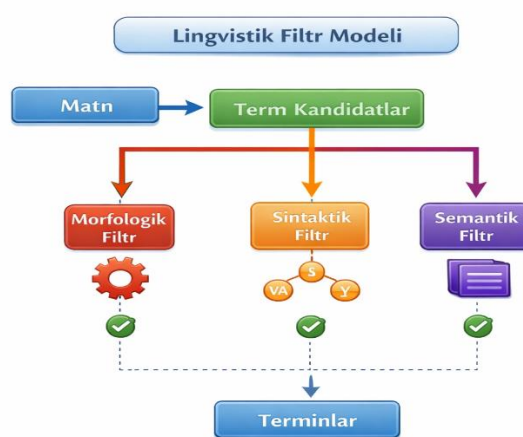 Lingvistik Filtr Modeli
Matn
Term Kandidatlar
Morfologik
Filtr
Sintaktik
Filtr
Semantik
Filtr
S
VA
Y
Terminlar